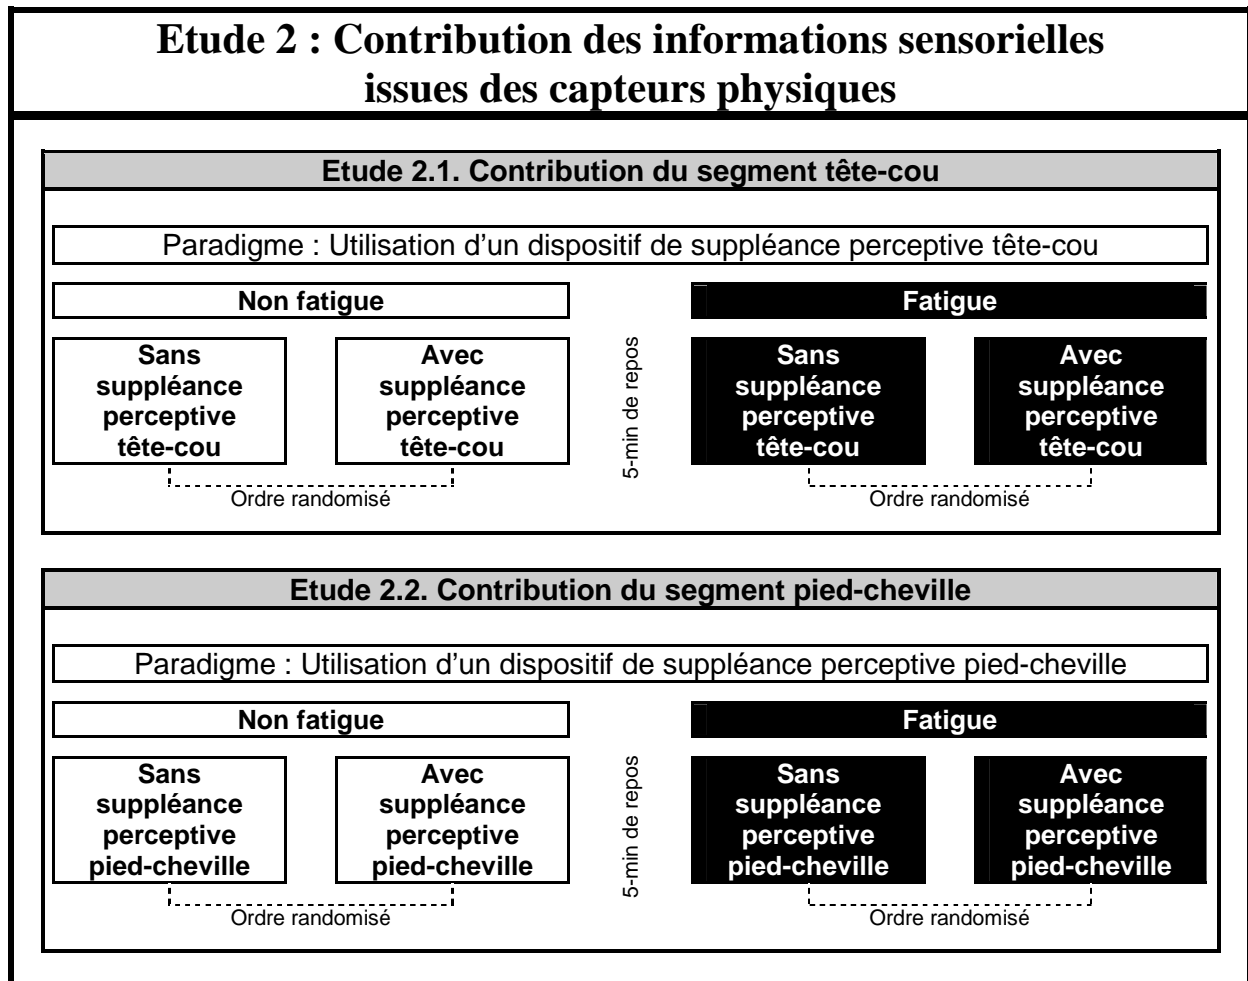 Etude 2 : Contribution des informations sensorielles
issues des capteurs physiques
Etude 2.1. Contribution du segment tête-cou
Paradigme : Utilisation d'un dispositif de suppléance perceptive tête-cou
Non fatigue
Sans
suppléance
perceptive
tête-cou
Avec
suppléance
perceptive
tête-cou
Ordre randomisé
5-min de repos
Fatigue
Sans
suppléance
perceptive
tête-cou
Avec
suppléance
perceptive
tête-cou
Ordre randomisé
Etude 2.2. Contribution du segment pied-cheville
Paradigme : Utilisation d'un dispositif de suppléance perceptive pied-cheville
Non fatigue
Sans
suppléance
perceptive
pied-cheville
Avec
suppléance
perceptive
pied-cheville
Ordre randomisé
5-min de repos
Fatigue
Sans
suppléance
perceptive
pied-cheville
Avec
suppléance
perceptive
pied-cheville
Ordre randomisé